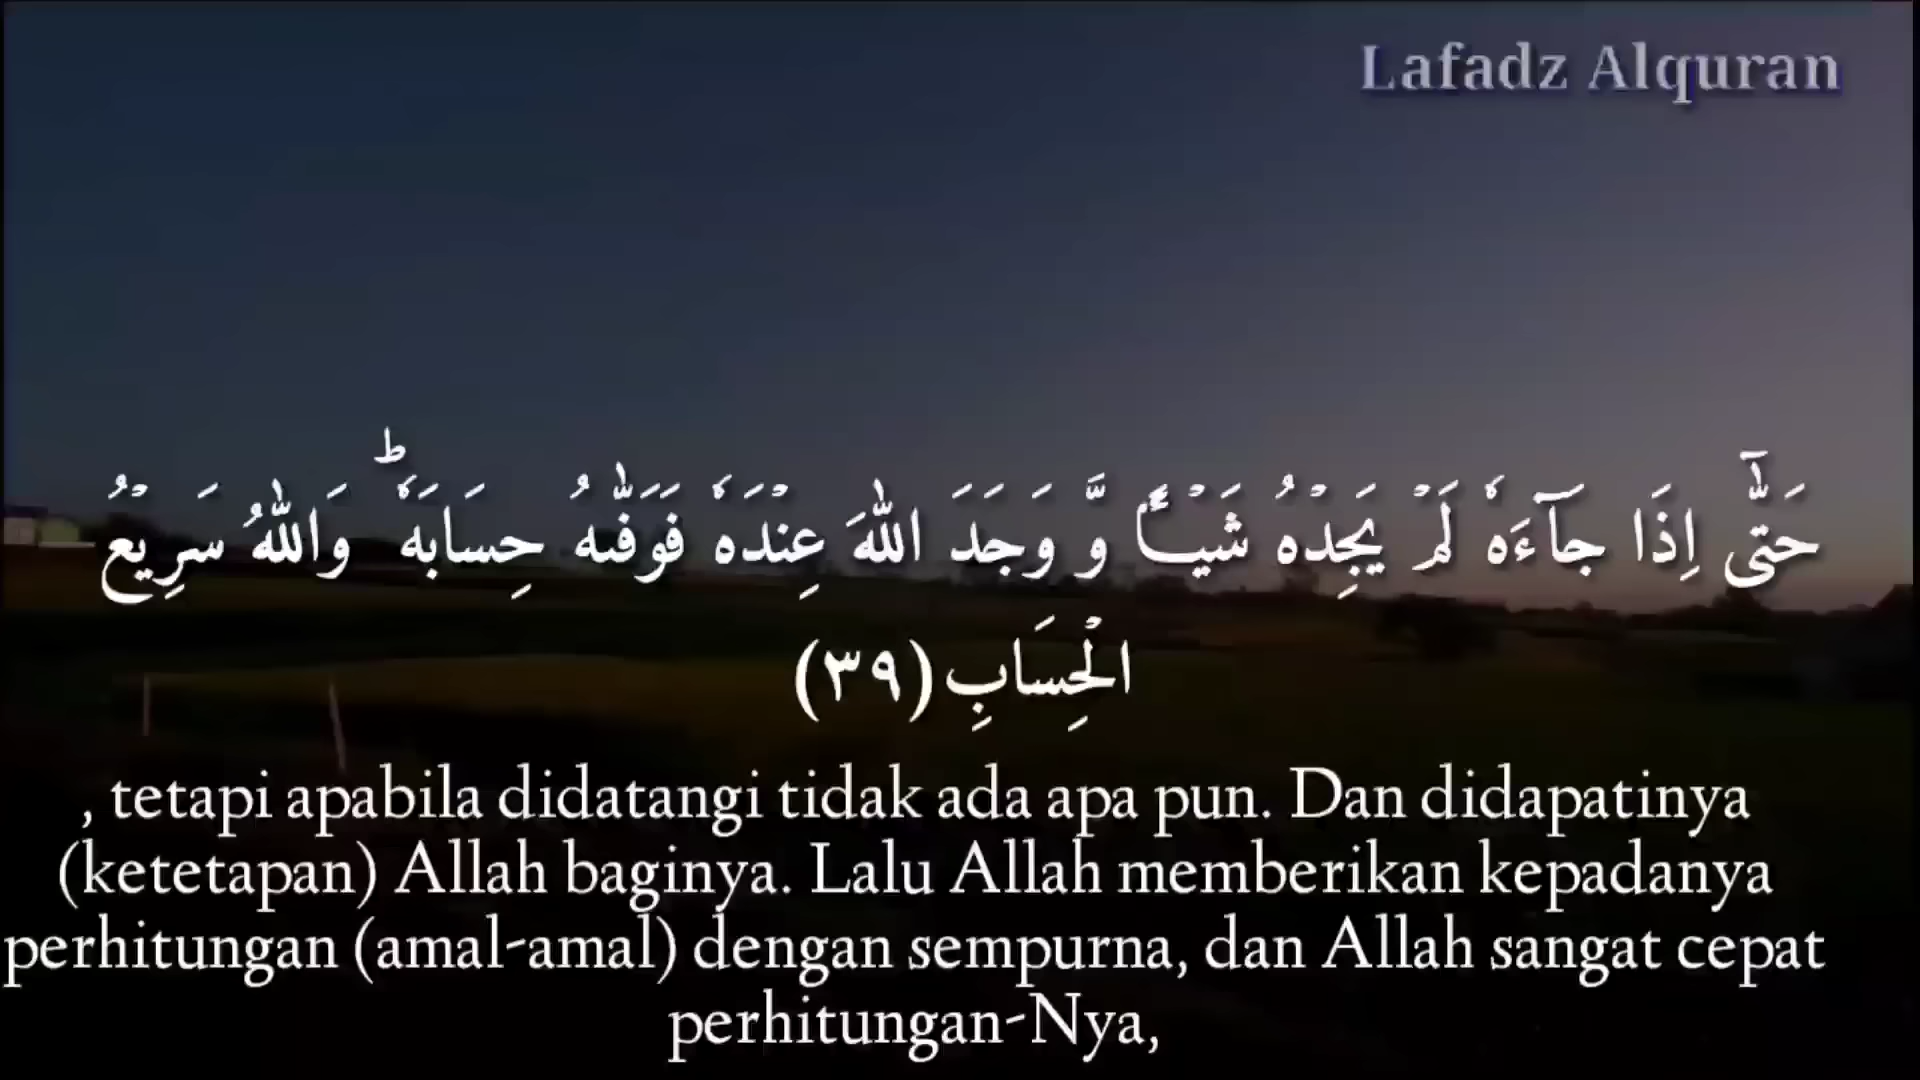 Lafadz Alquran
حَتّٰٓى اِذَا جَاۤءَهٗ لَمْ يَجِدْهُ شَيْـًٔا وَّ وَجَدَ اللّٰهَ عِنْدَهٗ فَوَفّٰىهُ حِسَابَهٗ ۗ وَاللّٰهُ سَرِيْعُ
الْحِسَابِ (٣٩)
, tetapi apabila didatangi tidak ada apa pun. Dan didapatinya
(ketetapan) Allah baginya. Lalu Allah memberikan kepadanya
perhitungan (amal-amal) dengan sempurna, dan Allah sangat cepat
perhitungan-Nya,